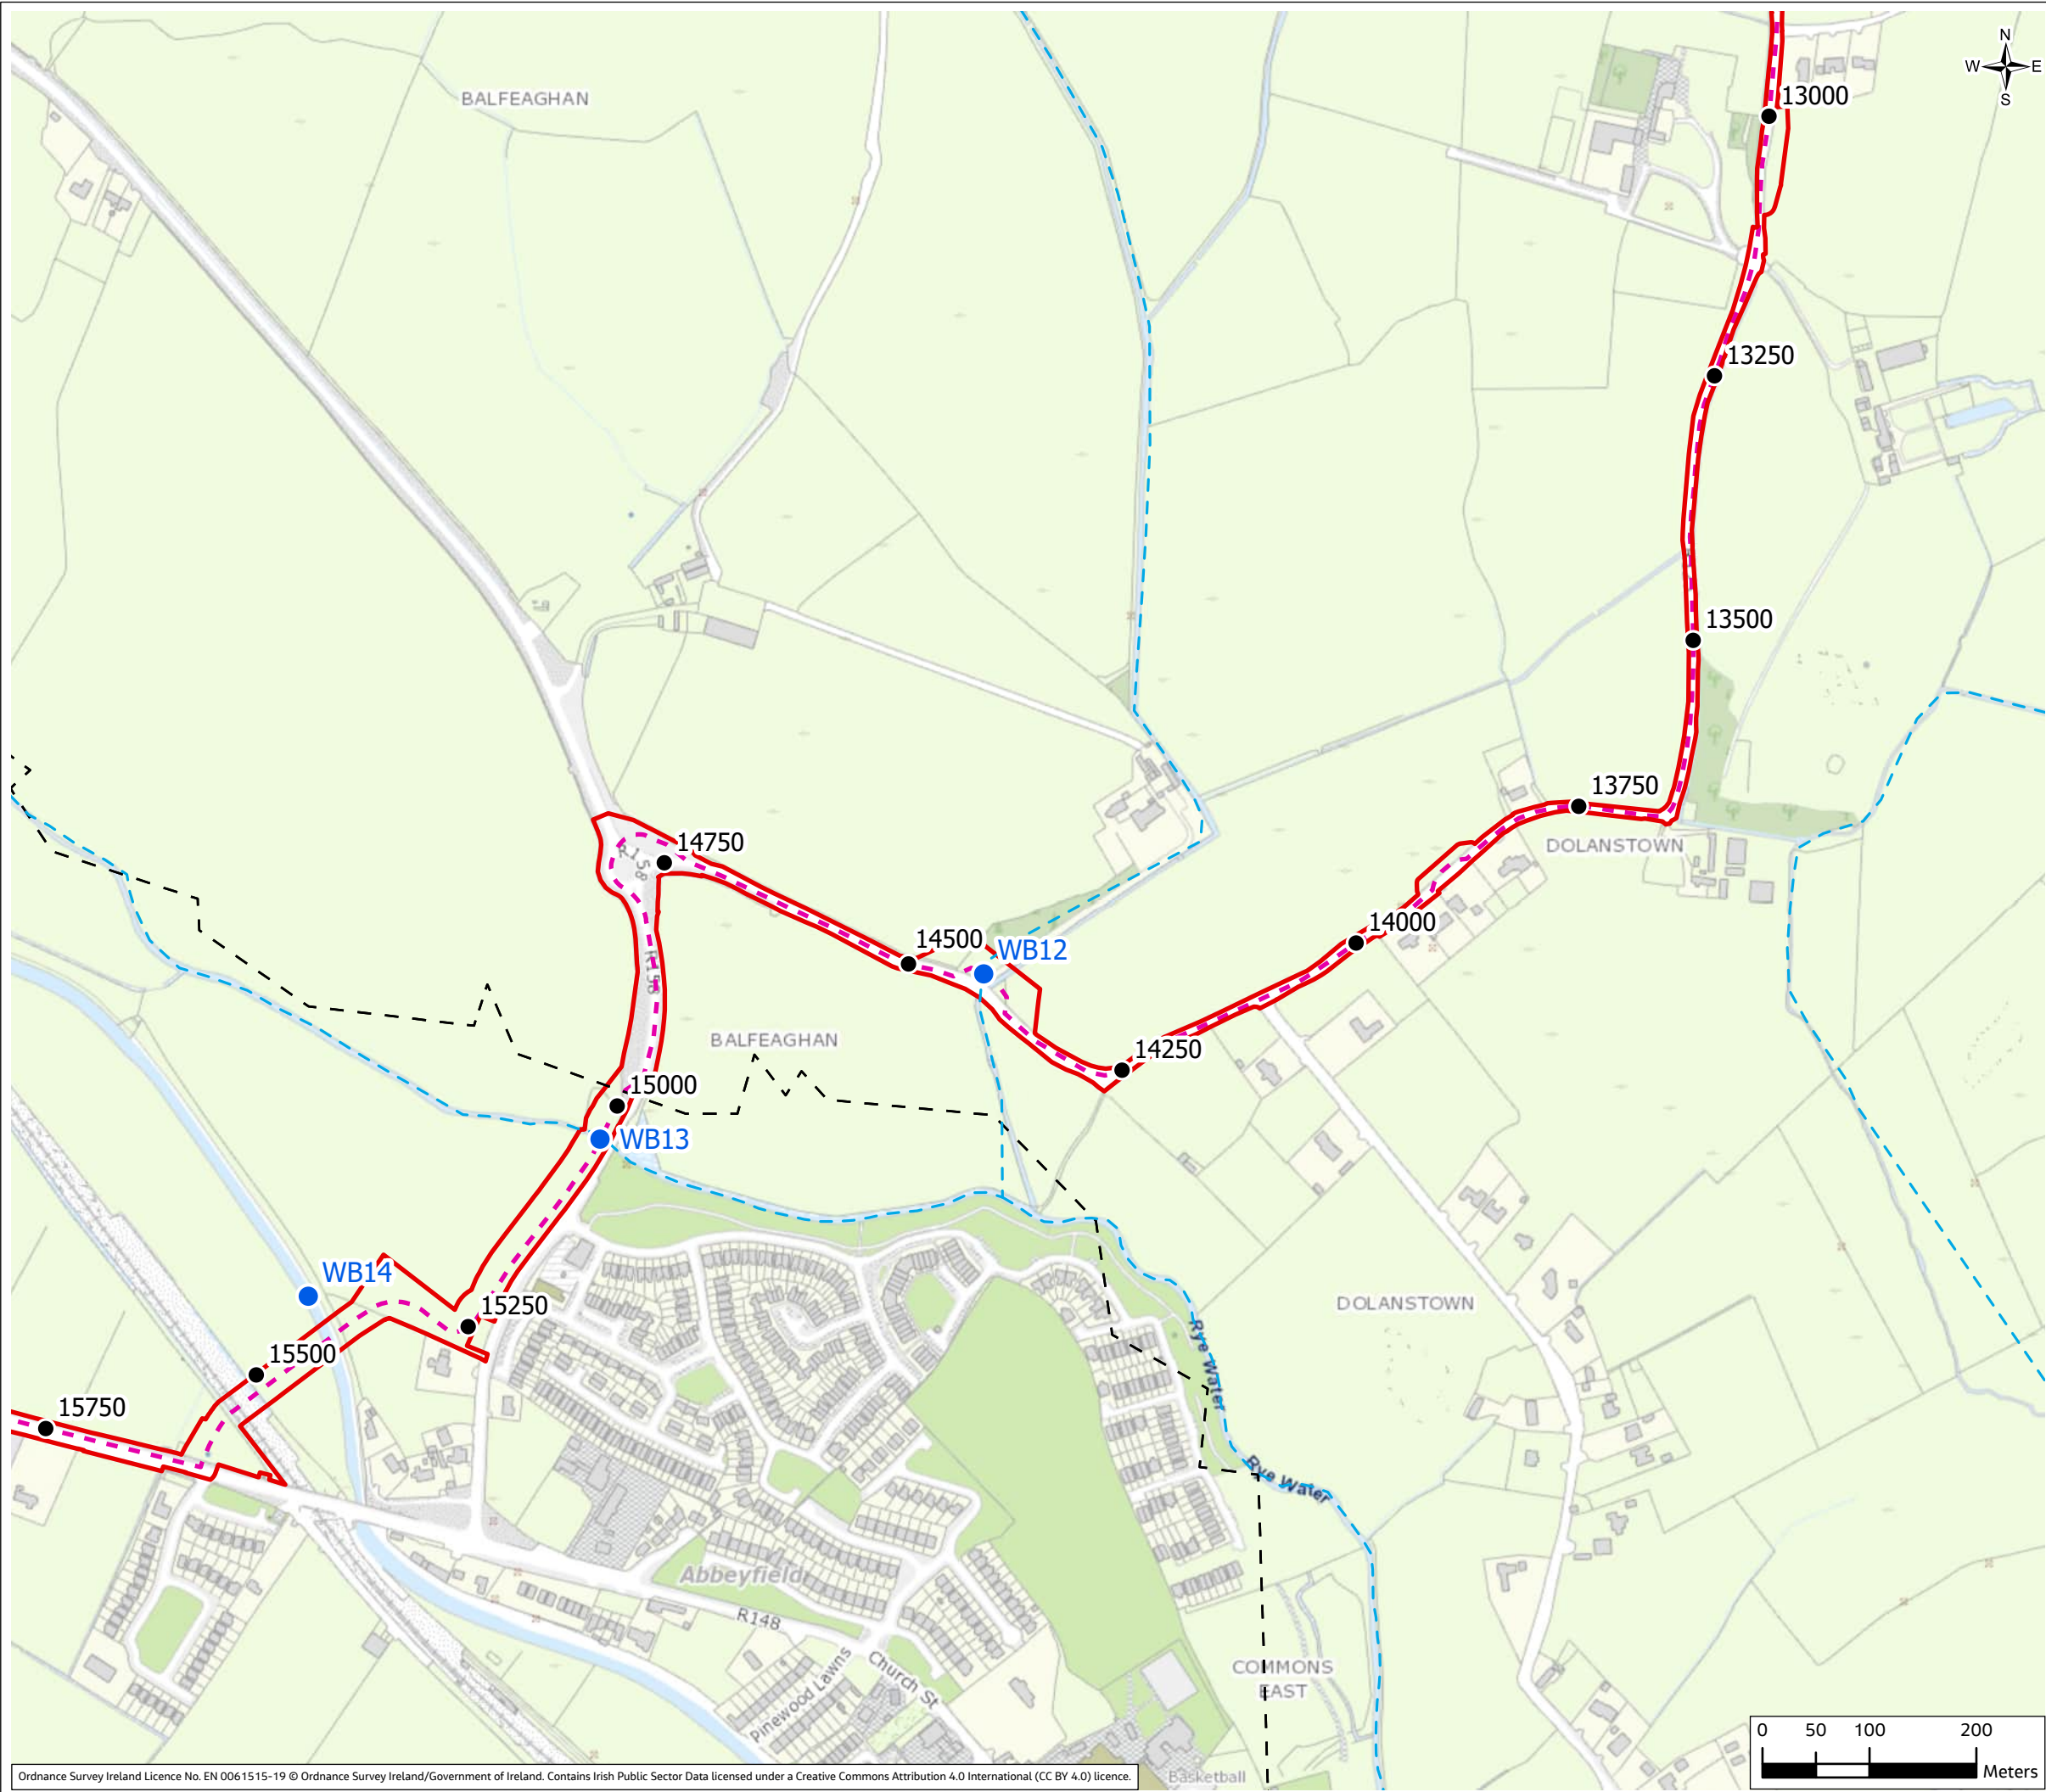 N
W E
S
BALFEAGHAN
13000
13250
13500
13750
DOLANSTOWN
14750
R158
14500
WB12
14000
R158
BALFEAGHAN
14250
15000
WB13
WB14
15250
DOLANSTOWN
Rye Water
15500
15750
Rye Water
Abbeyfield
R148
Church St
Pinewood Lawns
COMMONS
EAST
Basketball
0 50 100 200
Meters
Ordnance Survey Ireland Licence No. EN 0061515-19 © Ordnance Survey Ireland/Government of Ireland. Contains Irish Public Sector Data licensed under a Creative Commons Attribution 4.0 International (CC BY 4.0) licence.